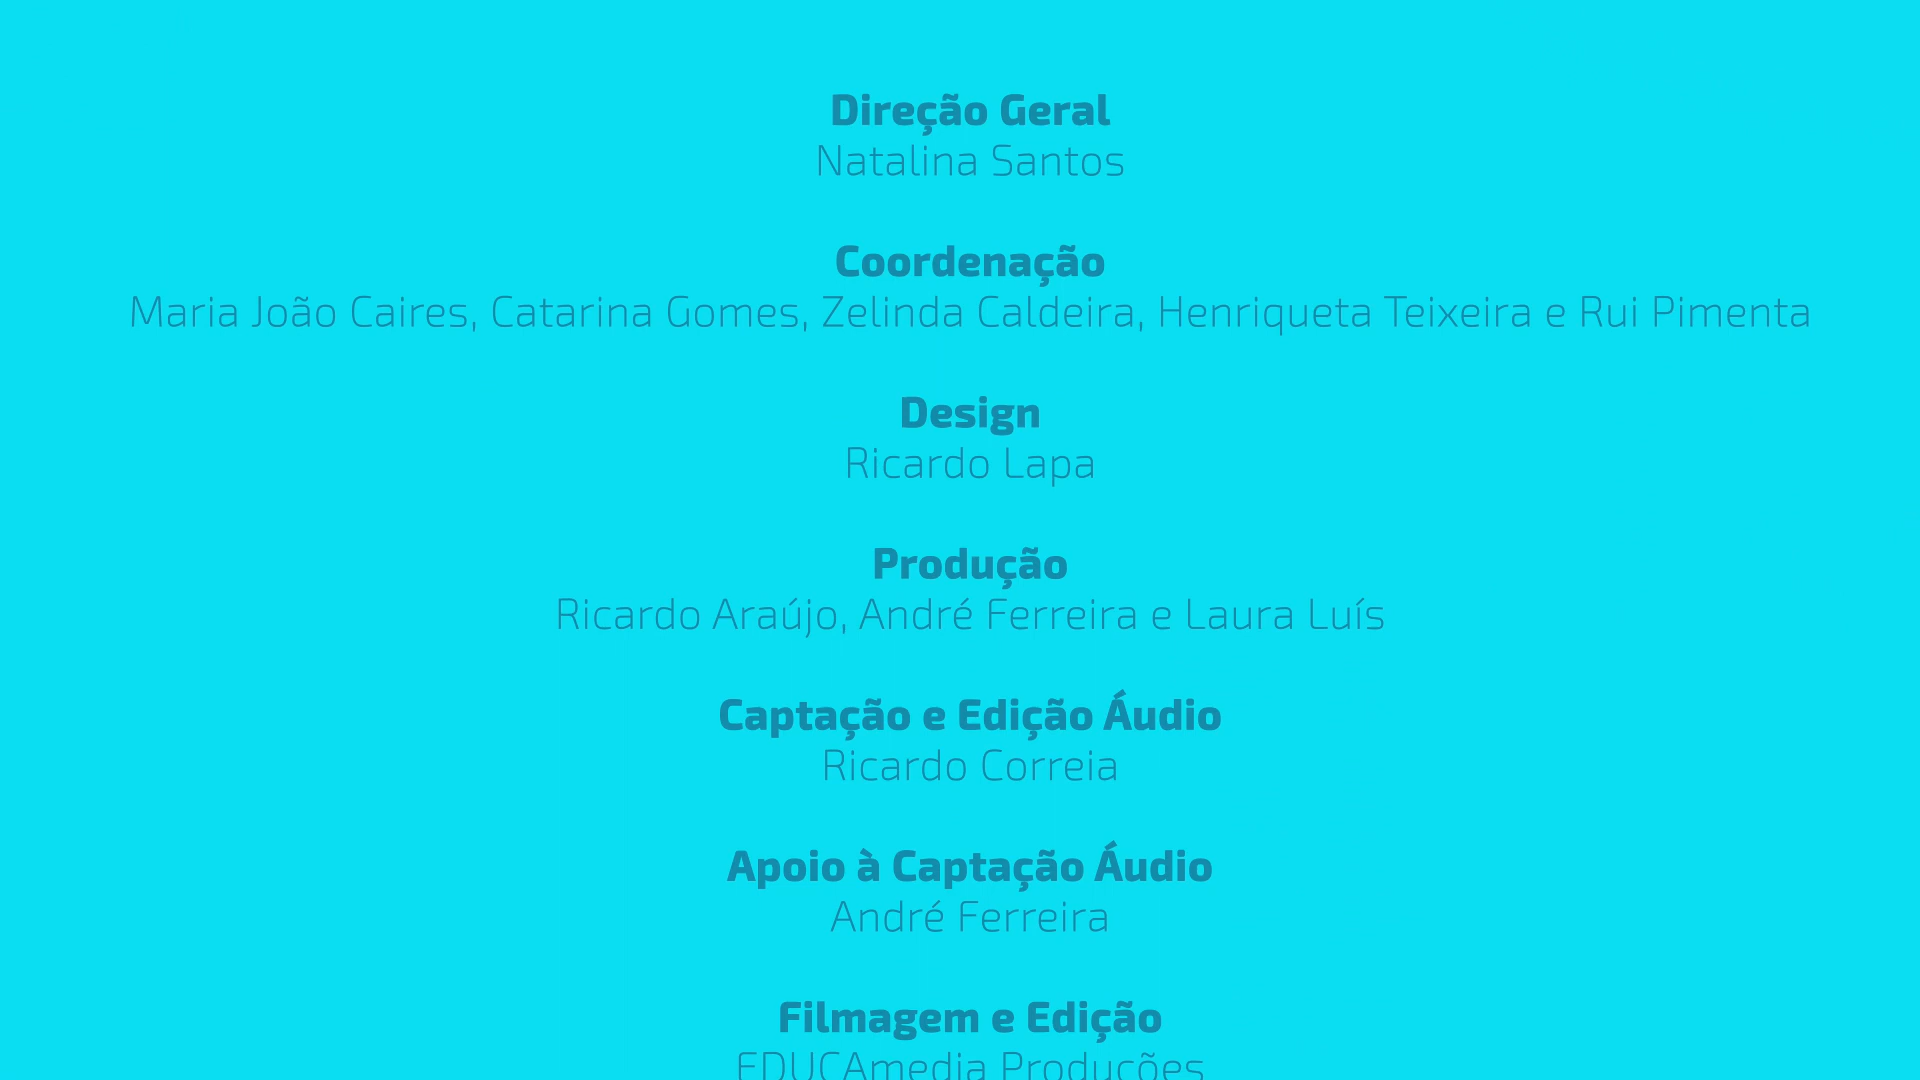 Direção Geral
Natalina Santos
Coordenação
Maria João Caires, Catarina Gomes, Zelinda Caldeira, Henriqueta Teixeira e Rui Pimenta
Design
Ricardo Lapa
Produção
Ricardo Araújo, André Ferreira e Laura Luís
Captação e Edição Áudio
Ricardo Correia
Apoio à Captação Áudio
André Ferreira
Filmagem e Edição
EDUCAmedia Produções